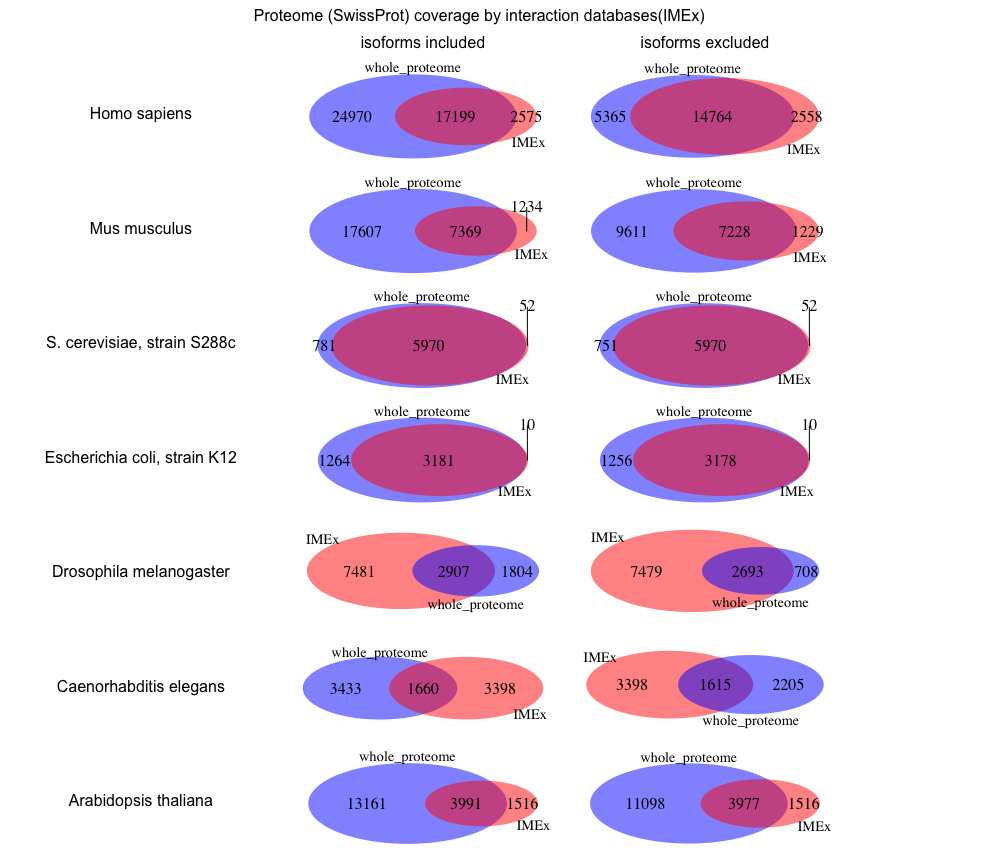 Proteome (SwissProt) coverage by interaction databases(IMEx)
isoforms included
isoforms excluded
Homo sapiens
whole_proteome
24970
17199
2575
IMEx
whole_proteome
5365
14764
2558
IMEx
Mus musculus
whole_proteome
17607
7369
1234
IMEx
whole_proteome
9611
7228
1229
IMEx
S. cerevisiae, strain S288c
whole_proteome
781
5970
52
IMEx
whole_proteome
751
5970
52
IMEx
Escherichia coli, strain K12
whole_proteome
1264
3181
10
IMEx
whole_proteome
1256
3178
10
IMEx
Drosophila melanogaster
IMEx
7481
2907
1804
whole_proteome
IMEx
7479
2693
708
whole_proteome
Caenorhabditis elegans
whole_proteome
3433
1660
3398
IMEx
IMEx
3398
1615
2205
whole_proteome
Arabidopsis thaliana
whole_proteome
13161
3991
1516
IMEx
whole_proteome
11098
3977
1516
IMEx